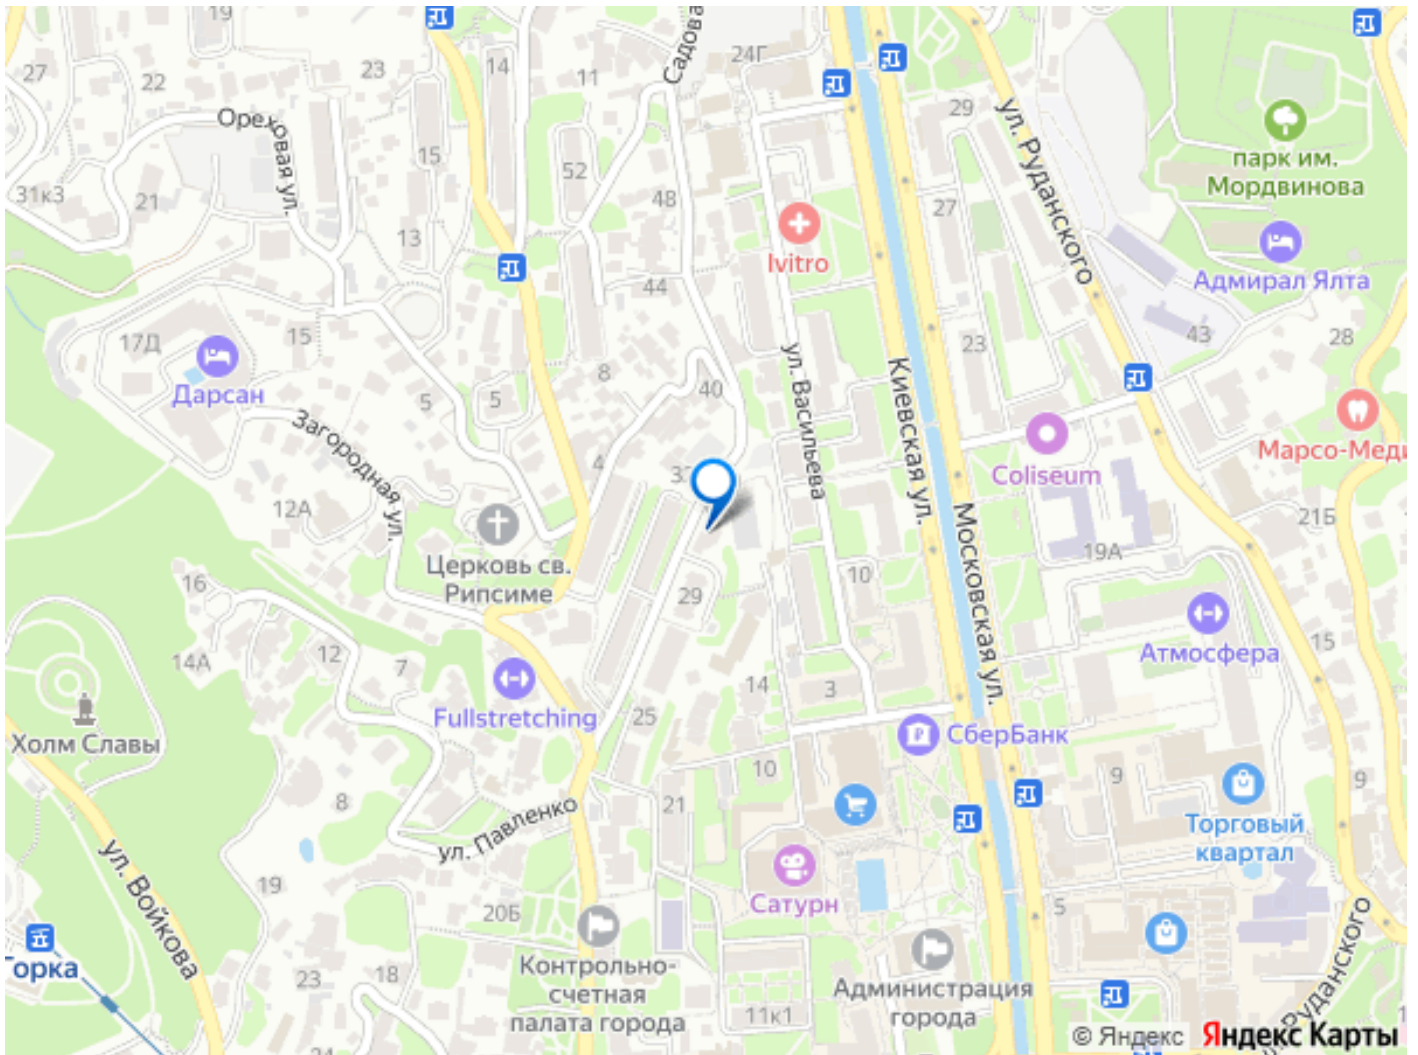 19
24Г
Садова
27
22
23
14
11
29
ул. Руданского
Ореховая ул.
15
52
парк им.
Мордвинова
31к3
21
48
27
13
Ivitro
Адмирал Ялта
44
17Д
15
43
28
ул. Васильева
23
Киевская ул.
Дарсан
8
40
5
5
Загородная ул.
Марсо-Меди
4
Coliseum
12А
21Б
Московская ул.
19А
Церковь св.
Рипсиме
16
29
10
15
14А
12
7
Атмосфера
14
3
Fullstretching
25
СберБанк
Холм Славы
10
9
9
8
21
ул. Павленко
Торговый
квартал
ул. Войкова
19
Сатурн
20Б
5
ул. Руданского
Горка
23
18
Контрольно-
счетная
палата города
Администрация
города
11к1
24
© Яндекс Яндекс Карты